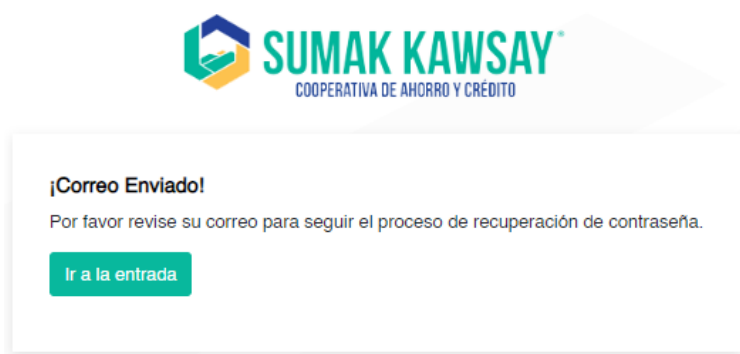 SUMAK KAWSAY
COOPERATIVA DE AHORRO Y CRÉDITO
¡Correo Enviado!
Por favor revise su correo para seguir el proceso de recuperación de contraseña.
Ir a la entrada